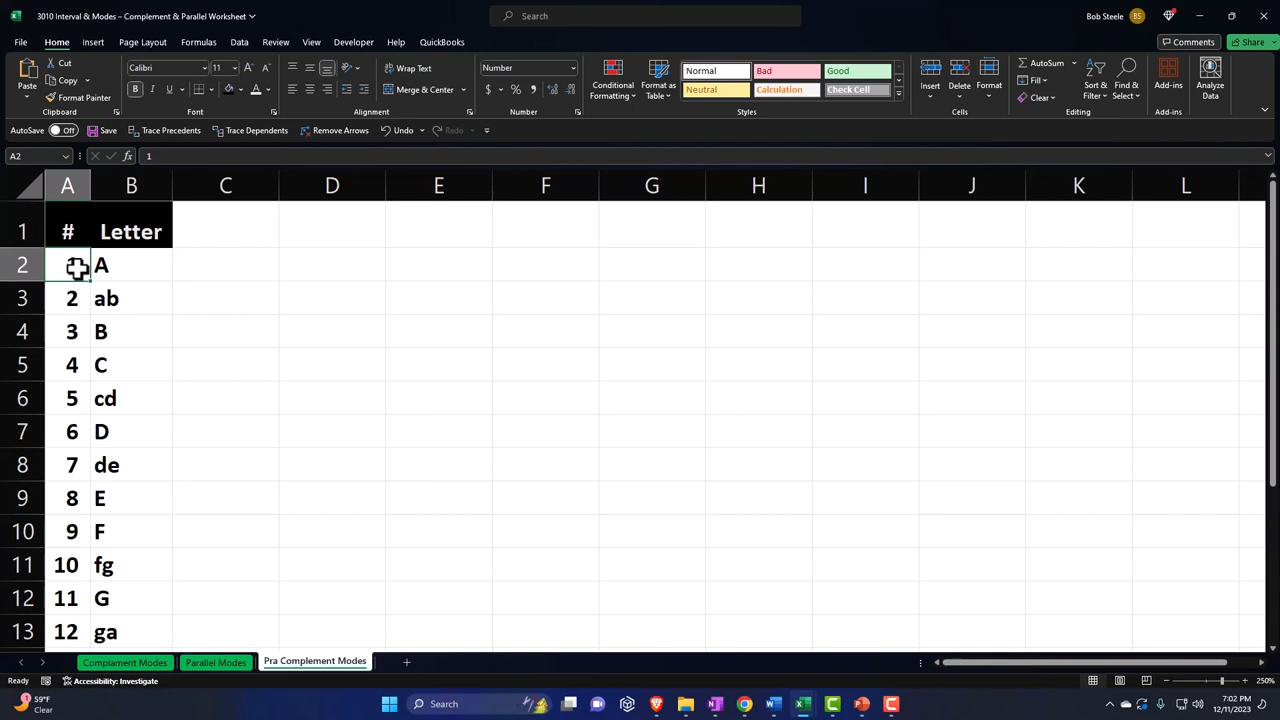 3010 Interval & Modes – Complement & Parallel Worksheet
Search
Bob Steele
BS
File Home Insert Draw Page Layout Formulas Data Review View Developer Help QuickBooks
Comments
Share
Paste
Cut
Copy
Format Painter
Clipboard
Calibri
11
Font
Wrap Text
Merge & Center
Alignment
Number
Number
Conditional Formatting
Format as Table
Normal
Bad
Good
Neutral
Calculation
Check Cell
Styles
Insert
Delete
Format
Cells
AutoSum
Fill
Clear
Sort & Filter
Find & Select
Editing
Add-ins
Add-ins
Analyze Data
AutoSave Off Save Trace Precedents Trace Dependents Remove Arrows Undo Redo
A2
fx
1
A B C D E F G H I J K L
1 # Letter
2 A
3 2 ab
4 3 B
5 4 C
6 5 cd
7 6 D
8 7 de
9 8 E
10 9 F
11 10 fg
12 11 G
13 12 ga
Complament Modes
Parallel Modes
Pra Complement Modes
Ready
Accessibility: Investigate
250%
1
59°F
Clear
Search
7:02 PM
12/11/2023